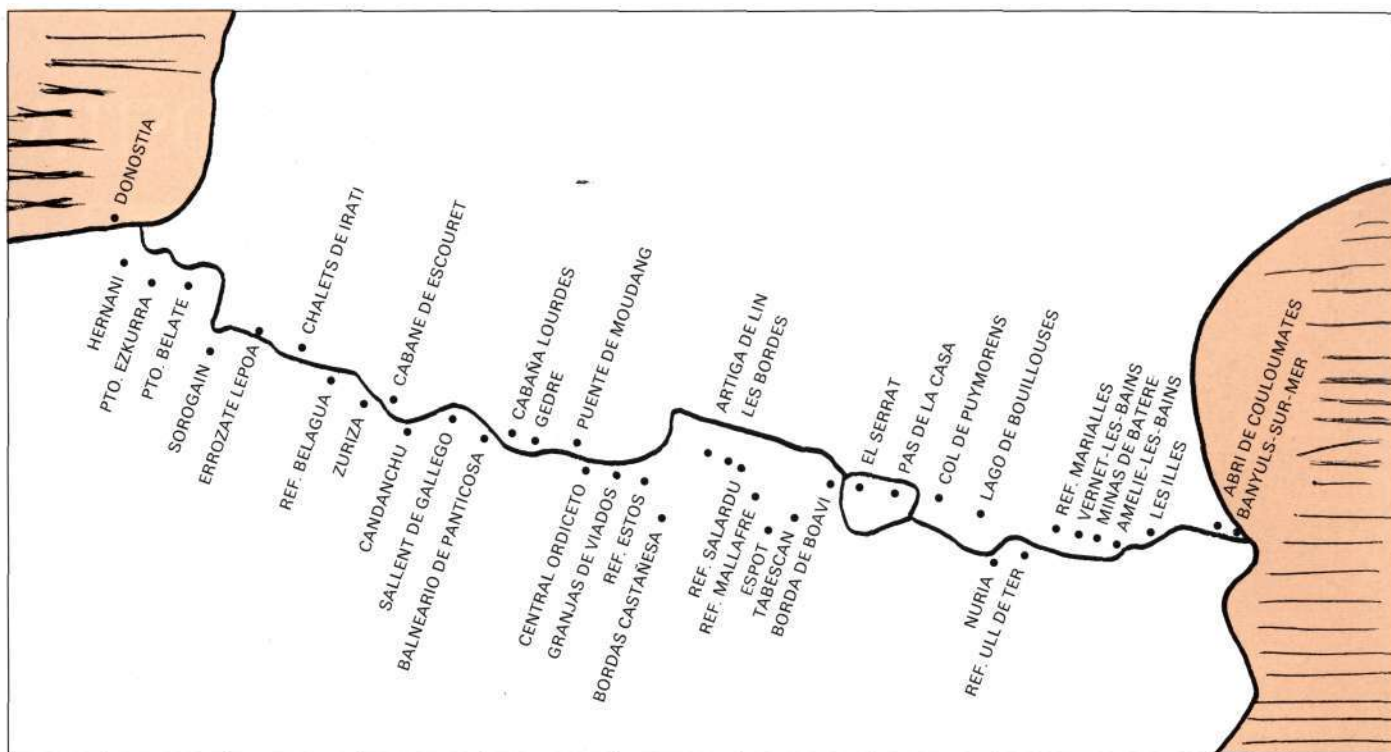 DONOSTIA
HERNANI
PTO. EZKURRA
PTO. BELATE
SOROGAIN
ERROZATE LEPOA
CHALETS DE IRATI
REF. BELAGUA
ZURIZA
CABANE DE ESCOURET
CANDANCHU
SALLENT DE GALLEGO
BALNEARIO DE PANTICOSA
CABAÑA LOURDES
GEDRE
PUENTE DE MOUDANG
CENTRAL ORDICETO
GRANJAS DE VIADOS
REF. ESTOS
BORDAS CASTAÑESA
ARTIGA DE LIN
LES BORDES
REF. SALARDU
REF. MALLAFRE
ESPOT
TABESCAN
BORDA DE BOAVI
EL SERRAT
PAS DE LA CASA
COL DE PUYMORENS
LAGO DE BOUILLOUSES
NURIA
REF. ULL DE TER
REF. MARIALLES
VERNET-LES-BAINS
MINAS DE BATERE
AMELIE-LES-BAINS
LES ILLES
ABRI DE COULOUMATES
BANYULS-SUR-MER